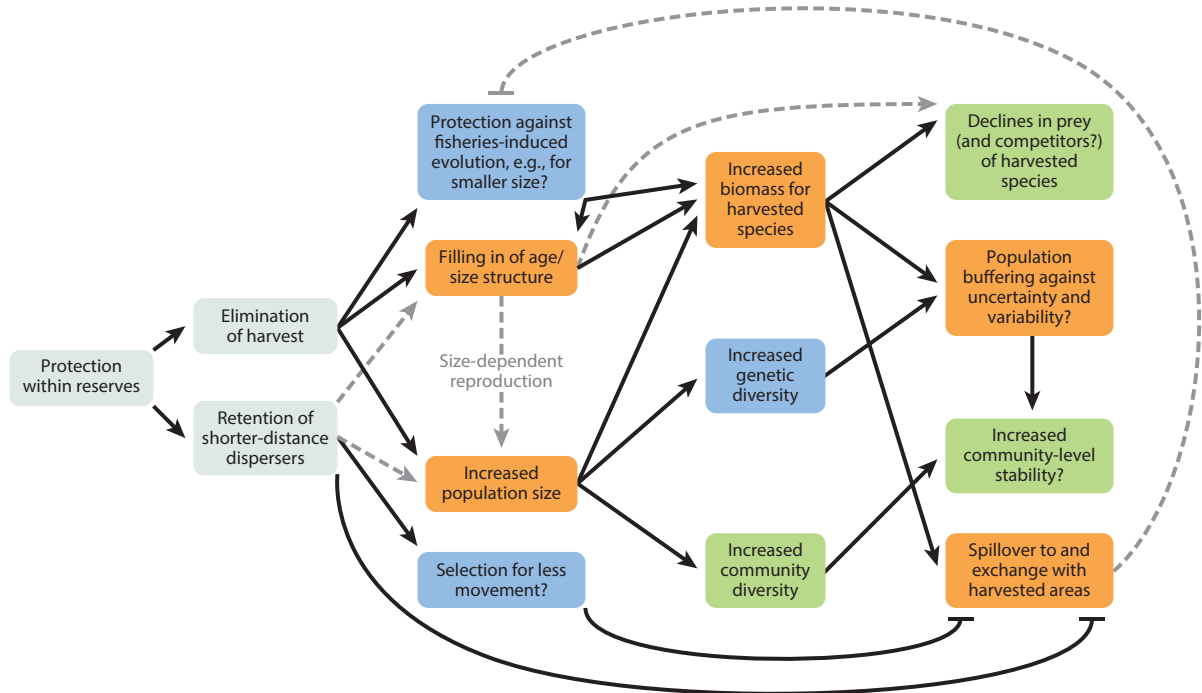 Protection
within reserves
Elimination
of harvest
Retention of
shorter-distance
dispersers
Protection against
fisheries-induced
evolution, e.g., for
smaller size?
Filling in of age/
size structure
Size-dependent
reproduction
Increased
population size
Selection for less
movement?
Increased
biomass for
harvested
species
Increased
genetic
diversity
Increased
community
diversity
Declines in prey
(and competitors?)
of harvested
species
Population
buffering against
uncertainty and
variability?
Increased
community-level
stability?
Spillover to and
exchange with
harvested areas